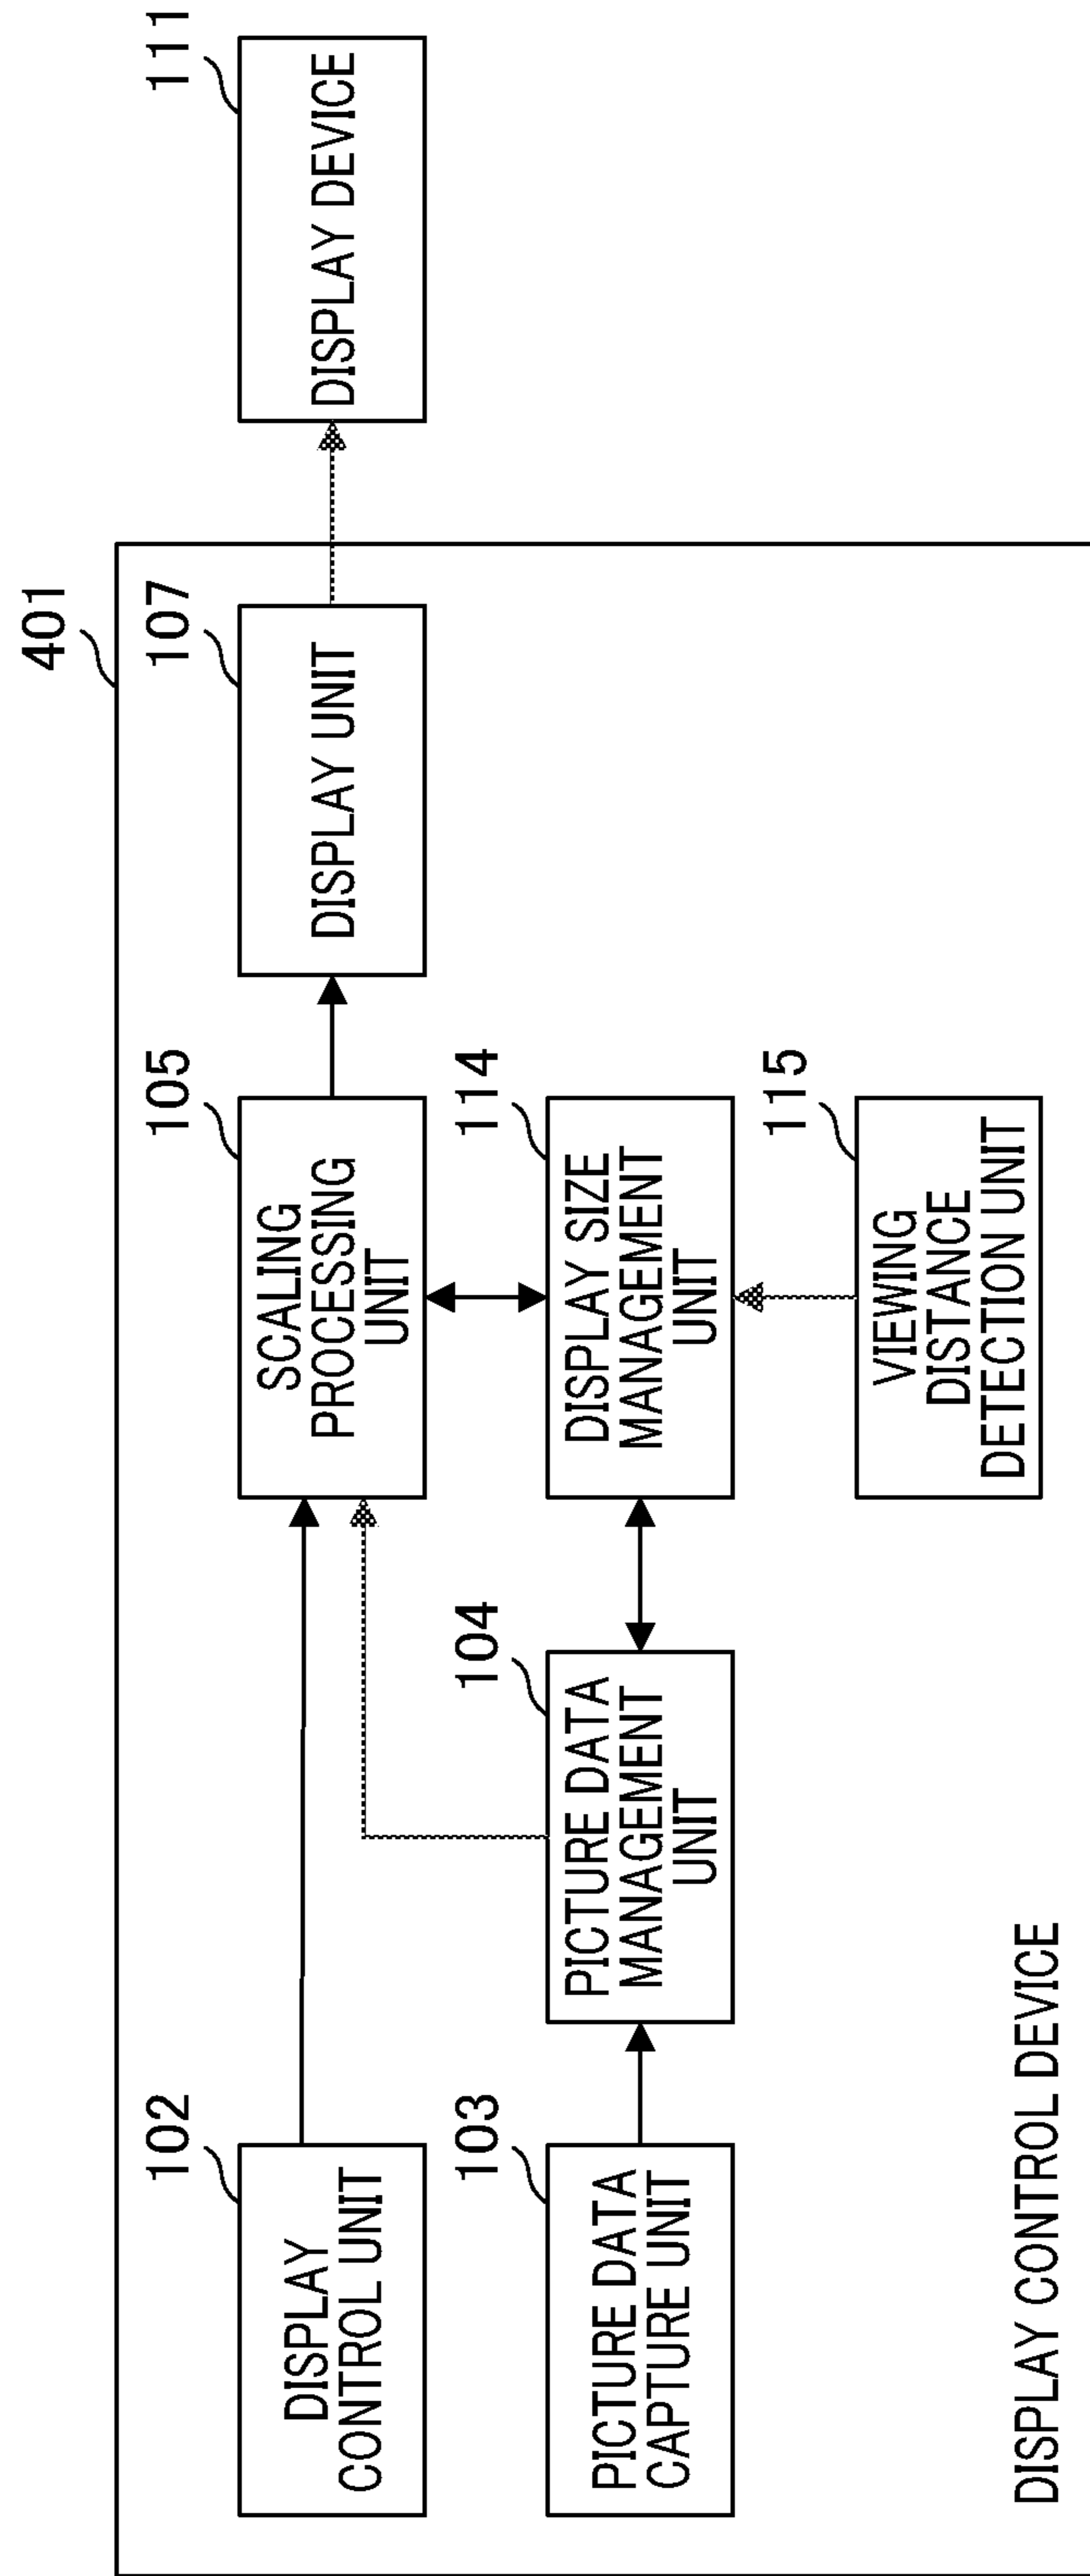 401
102
DISPLAY
CONTROL UNIT
105
SCALING
PROCESSING
UNIT
107
DISPLAY UNIT
111
DISPLAY DEVICE
103
PICTURE DATA
CAPTURE UNIT
104
PICTURE DATA
MANAGEMENT
UNIT
114
DISPLAY SIZE
MANAGEMENT
UNIT
115
VIEWING
DISTANCE
DETECTION UNIT
DISPLAY CONTROL DEVICE